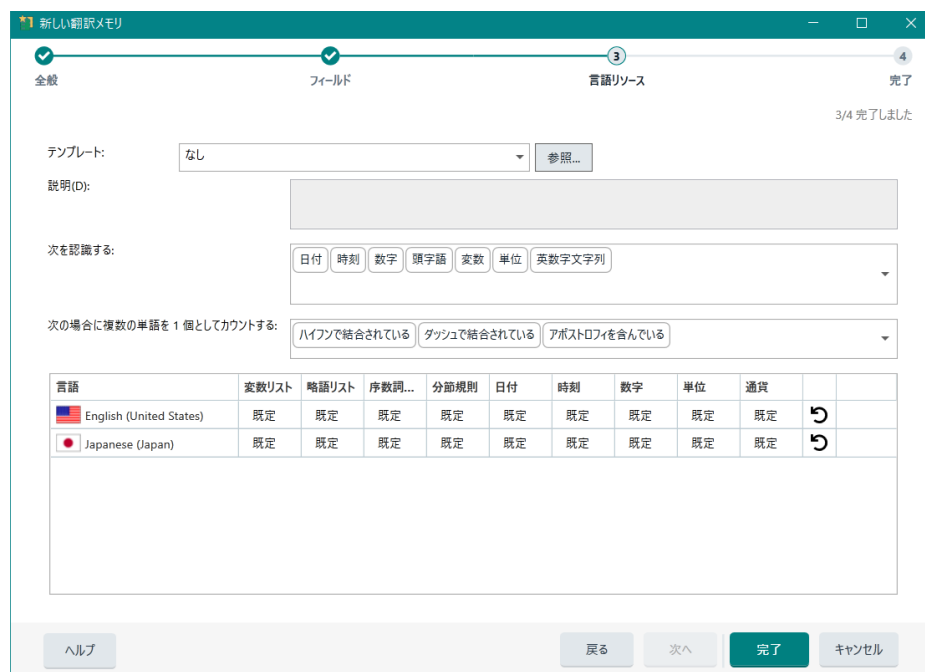 新しい翻訳メモリ
3 4
全般 フィールド 言語リソース 完了
3/4 完了しました
テンプレート: なし 参照...
説明(D):
次を認識する: 日付 時刻 数字 頭字語 変数 単位 英数字文字列
次の場合に複数の単語を 1 個としてカウントする: ハイフンで結合されている ダッシュで結合されている アポストロフィを含んでいる
言語 変数リスト 略語リスト 序数詞... 分節規則 日付 時刻 数字 単位 通貨
English (United States) 既定 既定 既定 既定 既定 既定 既定 既定 既定
Japanese (Japan) 既定 既定 既定 既定 既定 既定 既定 既定 既定
ヘルプ 戻る 次へ 完了 キャンセル